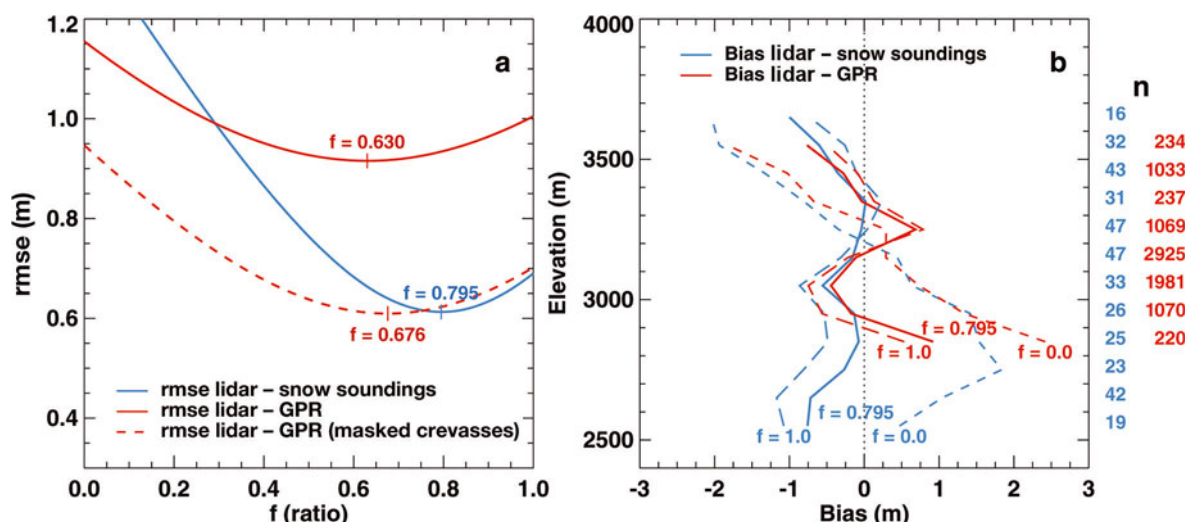 1.2
1.0
0.8
0.6
0.4
rmse (m)
a
f = 0.630
f = 0.795
f = 0.676
rmse lidar – snow soundings
rmse lidar – GPR
rmse lidar – GPR (masked crevasses)
0.0 0.2 0.4 0.6 0.8 1.0
f (ratio)
4000
3500
3000
2500
Elevation (m)
Bias lidar – snow soundings
Bias lidar – GPR
b
f = 0.795
f = 1.0
f = 0.0
f = 0.795
f = 1.0
f = 0.0
-3 -2 -1 0 1 2 3
Bias (m)
n
16
32 234
43 1033
31 237
47 1069
47 2925
33 1981
26 1070
25 220
23
42
19